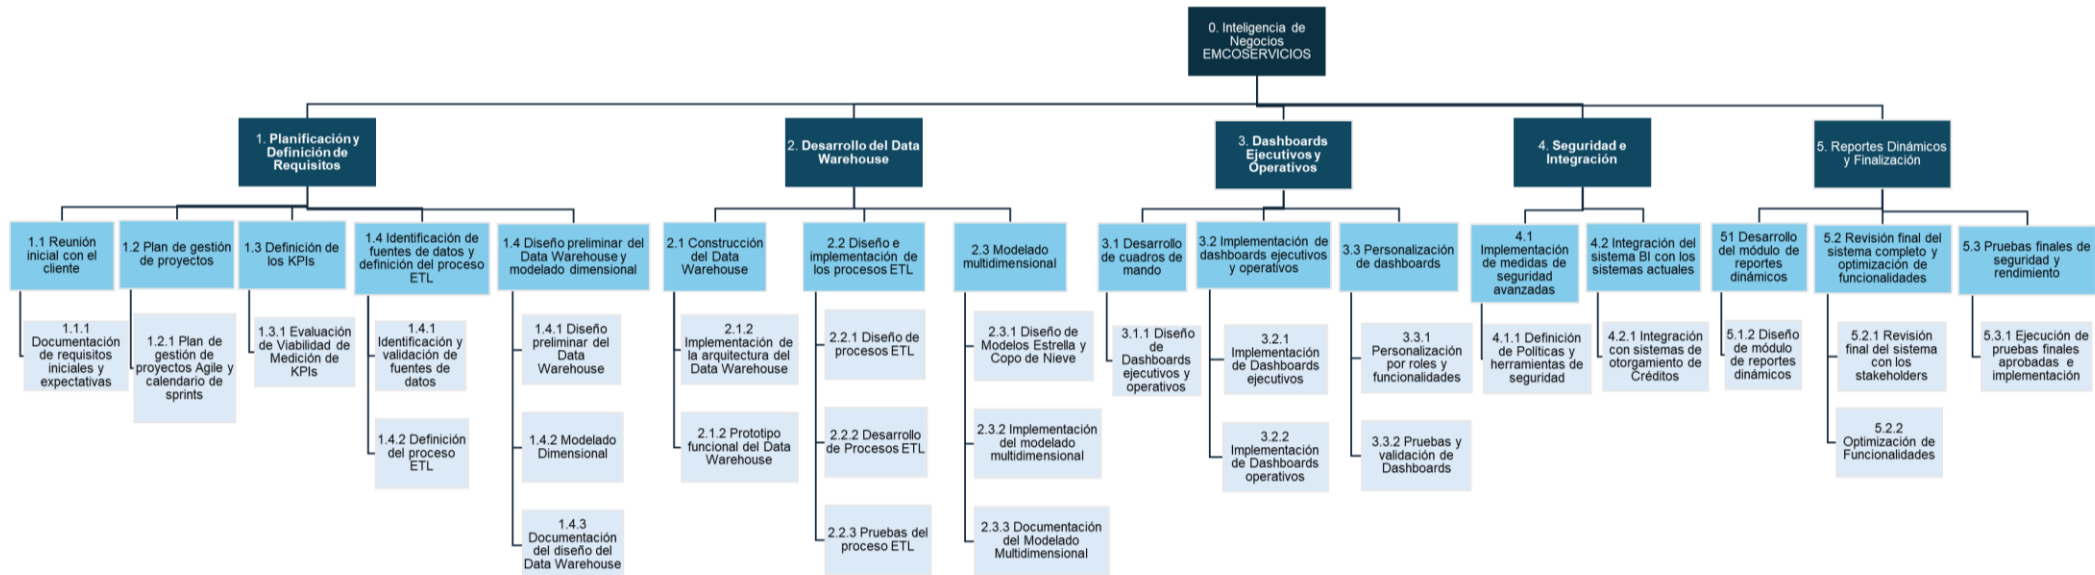 0. Inteligencia de
Negocios
EMCOSERVICIOS
1. Planificación y
Definición de
Requisitos
2. Desarrollo del Data
Warehouse
3. Dashboards
Ejecutivos y
Operativos
4. Seguridad e
Integración
5. Reportes Dinámicos
y Finalización
1.1 Reunión
inicial con el
cliente
1.2 Plan de gestión
de proyectos
1.3 Definición de
los KPIs
1.4 Identificación de
fuentes de datos y
definición del proceso
ETL
1.4 Diseño preliminar del
Data Warehouse y
modelado dimensional
2.1 Construcción
del Data
Warehouse
2.2 Diseño e
implementación de
los procesos ETL
2.3 Modelado
multidimensional
3.1 Desarrollo
de cuadros de
mando
3.2 Implementación de
dashboards ejecutivos
y operativos
3.3 Personalización
de dashboards
4.1
Implementación
de medidas de
seguridad
avanzadas
4.2 Integración del
sistema BI con los
sistemas actuales
51 Desarrollo
del módulo de
reportes
dinámicos
5.2 Revisión final del
sistema completo y
optimización de
funcionalidades
5.3 Pruebas finales de
seguridad y
rendimiento
1.1.1
Documentación
de requisitos
iniciales y
expectativas
1.2.1 Plan de
gestión de
proyectos Agile y
calendario de
sprints
1.3.1 Evaluación
de Viabilidad de
Medición de
KPIs
1.4.1
Identificación y
validación de
fuentes de
datos
1.4.2 Definición
del proceso
ETL
1.4.1 Diseño
preliminar del
Data
Warehouse
1.4.2 Modelado
Dimensional
1.4.3
Documentación
del diseño del
Data Warehouse
2.1.2
Implementación de
la arquitectura del
Data Warehouse
2.1.2 Prototipo
funcional del Data
Warehouse
2.2.1 Diseño de
procesos ETL
2.2.2 Desarrollo
de Procesos ETL
2.2.3 Pruebas del
proceso ETL
2.3.1 Diseño de
Modelos Estrella y
Copo de Nieve
2.3.2 Implementación
del modelado
multidimensional
2.3.3 Documentación
del Modelado
Multidimensional
3.1.1 Diseño
de
Dashboards
ejecutivos y
operativos
3.2.1
Implementación
de Dashboards
ejecutivos
3.2.2
Implementación
de Dashboards
operativos
3.3.1
Personalización
por roles y
funcionalidades
3.3.2 Pruebas y
validación de
Dashboards
4.1.1 Definición
de Políticas y
herramientas de
seguridad
4.2.1 Integración
con sistemas de
otorgamiento de
Créditos
5.1.2 Diseño
de módulo
de reportes
dinámicos
5.2.1 Revisión
final del sistema
con los
stakeholders
5.2.2
Optimización de
Funcionalidades
5.3.1 Ejecución de
pruebas finales
aprobadas e
implementación